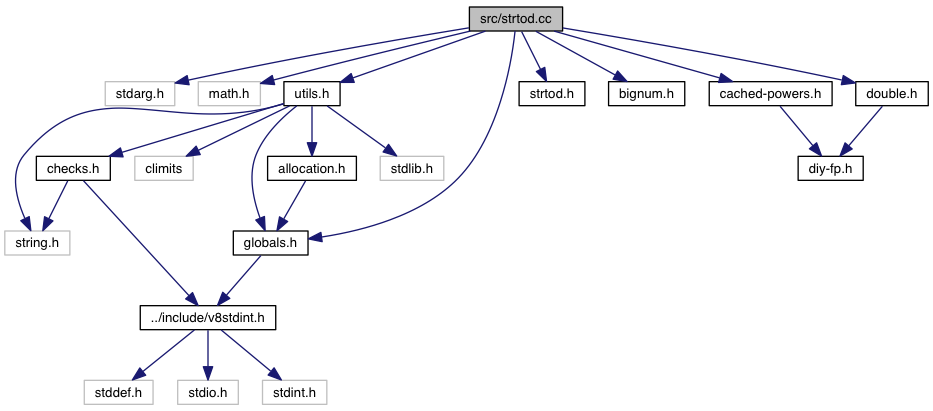 src/strtod.cc
stdarg.h
math.h
utils.h
strtod.h
bignum.h
cached-powers.h
double.h
checks.h
climits
allocation.h
stdlib.h
diy-fp.h
string.h
globals.h
../include/v8stdint.h
stddef.h
stdio.h
stdint.h